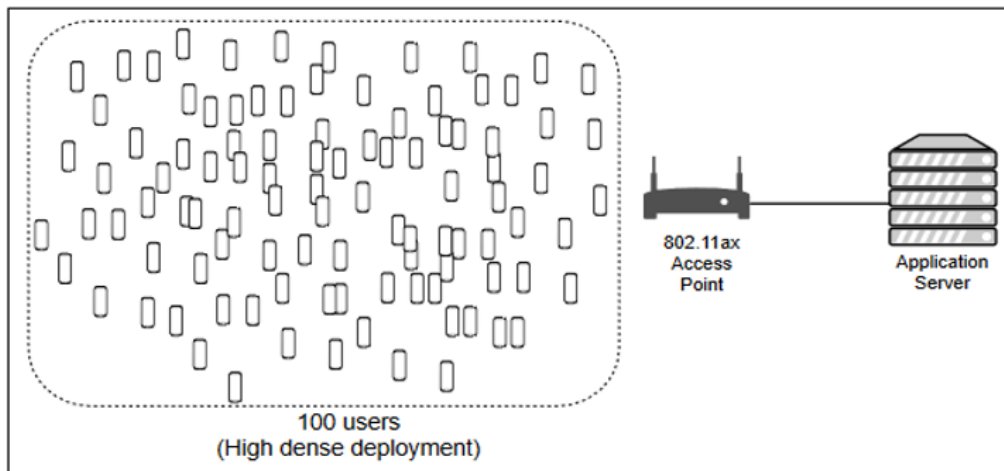 802.11ax
Access
Point
Application
Server
100 users
(High dense deployment)